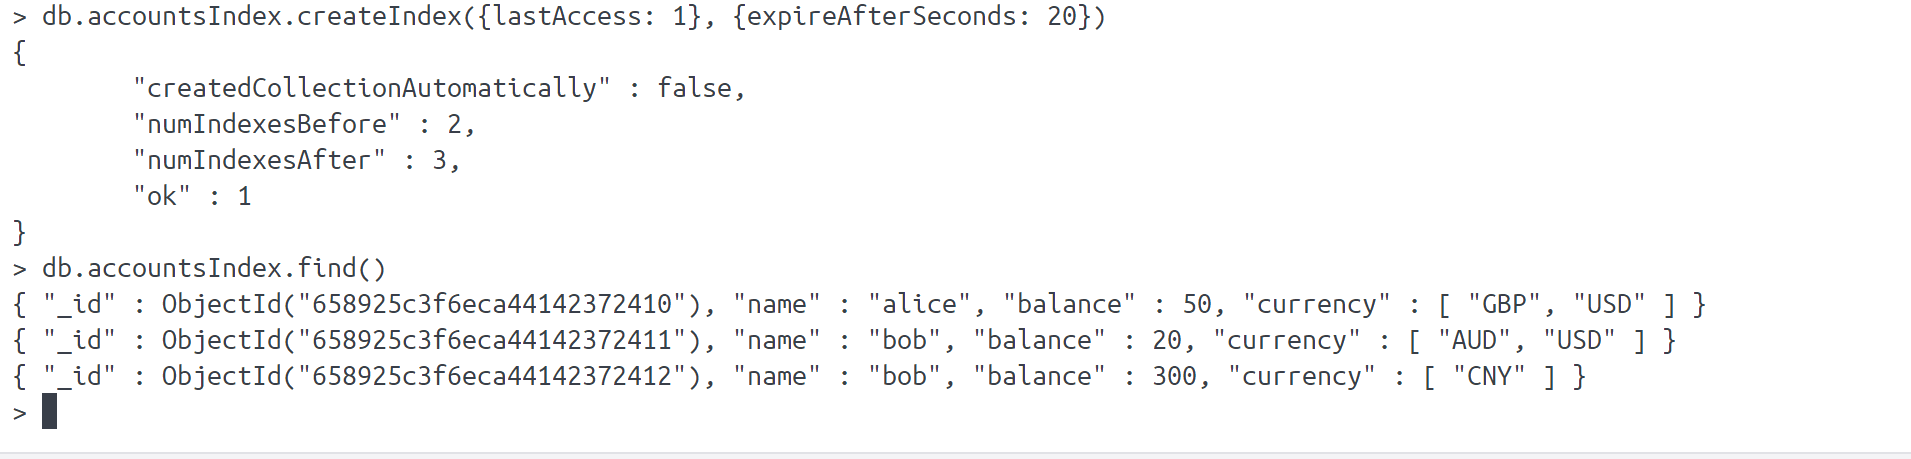 > db.accountsIndex.createIndex({lastAccess: 1}, {expireAfterSeconds: 20})
{
        "createdCollectionAutomatically" : false,
        "numIndexesBefore" : 2,
        "numIndexesAfter" : 3,
        "ok" : 1
}
> db.accountsIndex.find()
{ "_id" : ObjectId("658925c3f6eca44142372410"), "name" : "alice", "balance" : 50, "currency" : [ "GBP", "USD" ] }
{ "_id" : ObjectId("658925c3f6eca44142372411"), "name" : "bob", "balance" : 20, "currency" : [ "AUD", "USD" ] }
{ "_id" : ObjectId("658925c3f6eca44142372412"), "name" : "bob", "balance" : 300, "currency" : [ "CNY" ] }
>